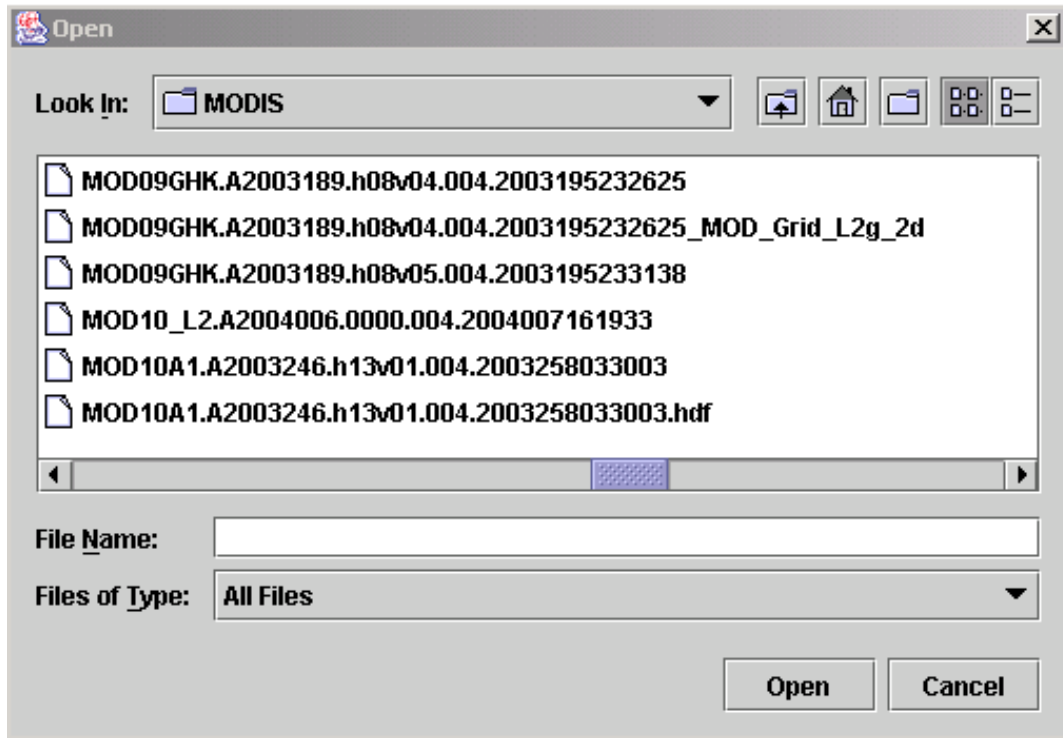 Open
Look In: MODIS
MOD09GHK.A2003189.h08v04.004.2003195232625
MOD09GHK.A2003189.h08v04.004.2003195232625_MOD_Grid_L2g_2d
MOD09GHK.A2003189.h08v05.004.2003195233138
MOD10_L2.A2004006.0000.004.2004007161933
MOD10A1.A2003246.h13v01.004.2003258033003
MOD10A1.A2003246.h13v01.004.2003258033003.hdf
File Name:
Files of Type: All Files
Open Cancel